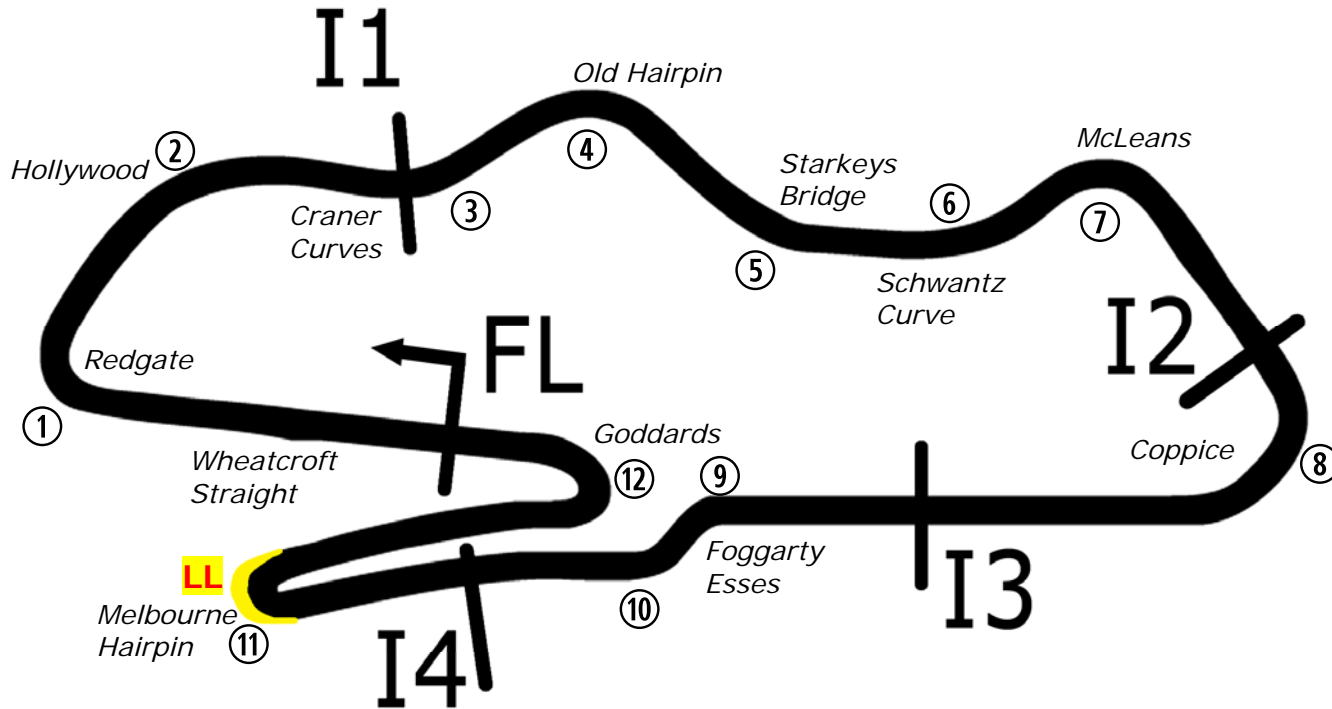 I1
Old Hairpin
②
④
McLeans
Hollywood
Starkeys
Bridge
⑥
Craner
Curves
③
⑦
⑤
Schwantz
Curve
I2
Redgate
FL
①
Goddards
Coppice
⑧
Wheatcroft
Straight
⑫
⑨
Foggarty
Esses
I3
LL
Melbourne
Hairpin
⑪
⑩
I4